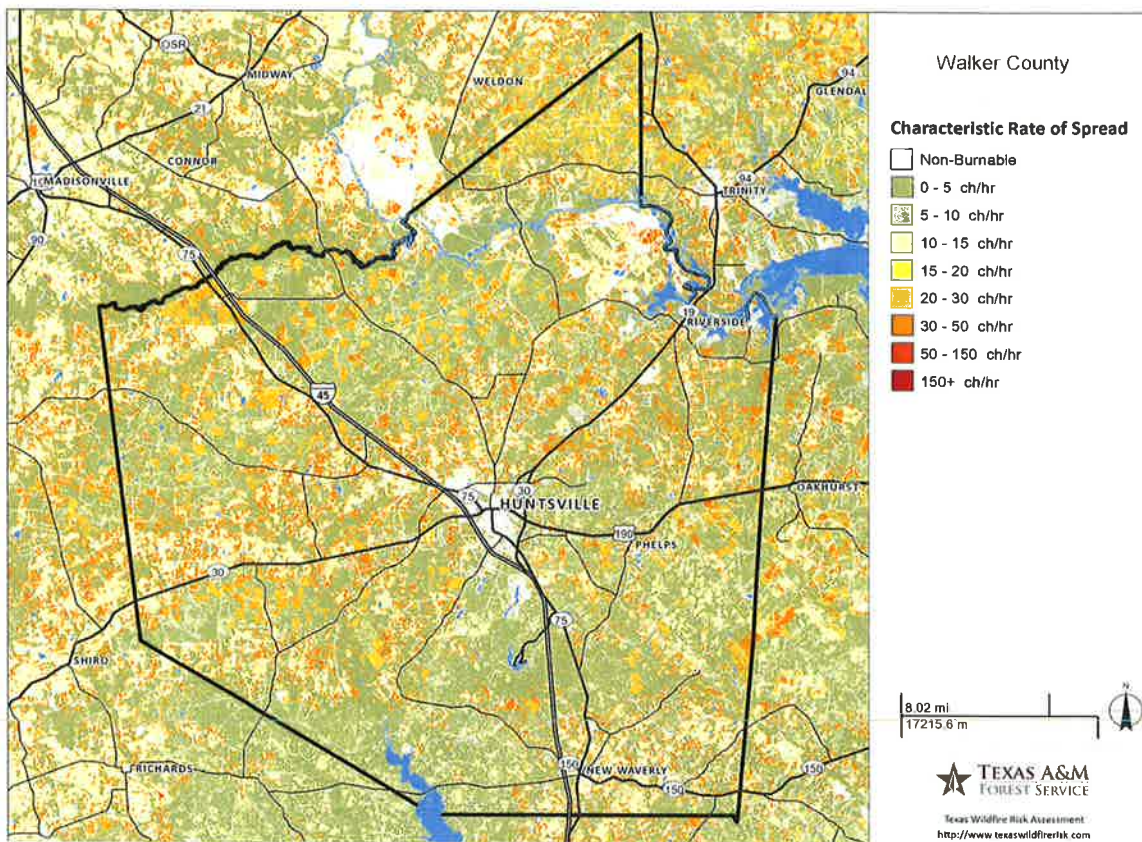 Walker County
Characteristic Rate of Spread
Non-Burnable
0 - 5 ch/hr
5 - 10 ch/hr
10 - 15 ch/hr
15 - 20 ch/hr
20 - 30 ch/hr
30 - 50 ch/hr
50 - 150 ch/hr
150+ ch/hr
OSR
MIDWAY
WELDON
94
GLENDAL
21
CONNOR
MADISONVILLE
94
TRINITY
90
75
19
RIVERSIDE
45
75
30
HUNTSVILLE
OAKHURST
190
PHELPS
30
75
SHIRO
RICHARDS
150
NEW WAVERLY
150
150
N
8.02 mi
17215.6 m
TEXAS A&M
FOREST SERVICE
Texas Wildfire Risk Assessment
http://www.texaswildfirerisk.com